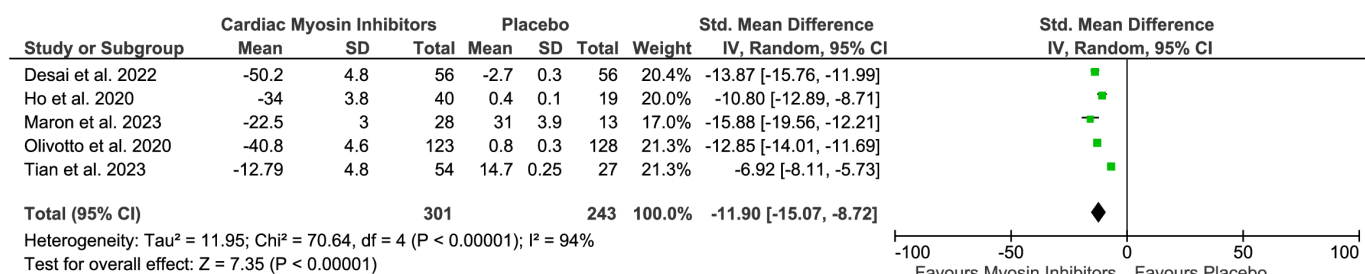 Cardiac Myosin Inhibitors Placebo Std. Mean Difference Std. Mean Difference
Study or Subgroup Mean SD Total Mean SD Total Weight IV, Random, 95% CI IV, Random, 95% CI
Desai et al. 2022 -50.2 4.8 56 -2.7 0.3 56 20.4% -13.87 [-15.76, -11.99]
Ho et al. 2020 -34 3.8 40 0.4 0.1 19 20.0% -10.80 [-12.89, -8.71]
Maron et al. 2023 -22.5 3 28 31 3.9 13 17.0% -15.88 [-19.56, -12.21]
Olivotto et al. 2020 -40.8 4.6 123 0.8 0.3 128 21.3% -12.85 [-14.01, -11.69]
Tian et al. 2023 -12.79 4.8 54 14.7 0.25 27 21.3% -6.92 [-8.11, -5.73]
Total (95% CI) 301 243 100.0% -11.90 [-15.07, -8.72]
Heterogeneity: Tau² = 11.95; Chi² = 70.64, df = 4 (P < 0.00001); I² = 94%
Test for overall effect: Z = 7.35 (P < 0.00001)
-100 -50 0 50 100
Favours Myosin Inhibitors Favours Placebo